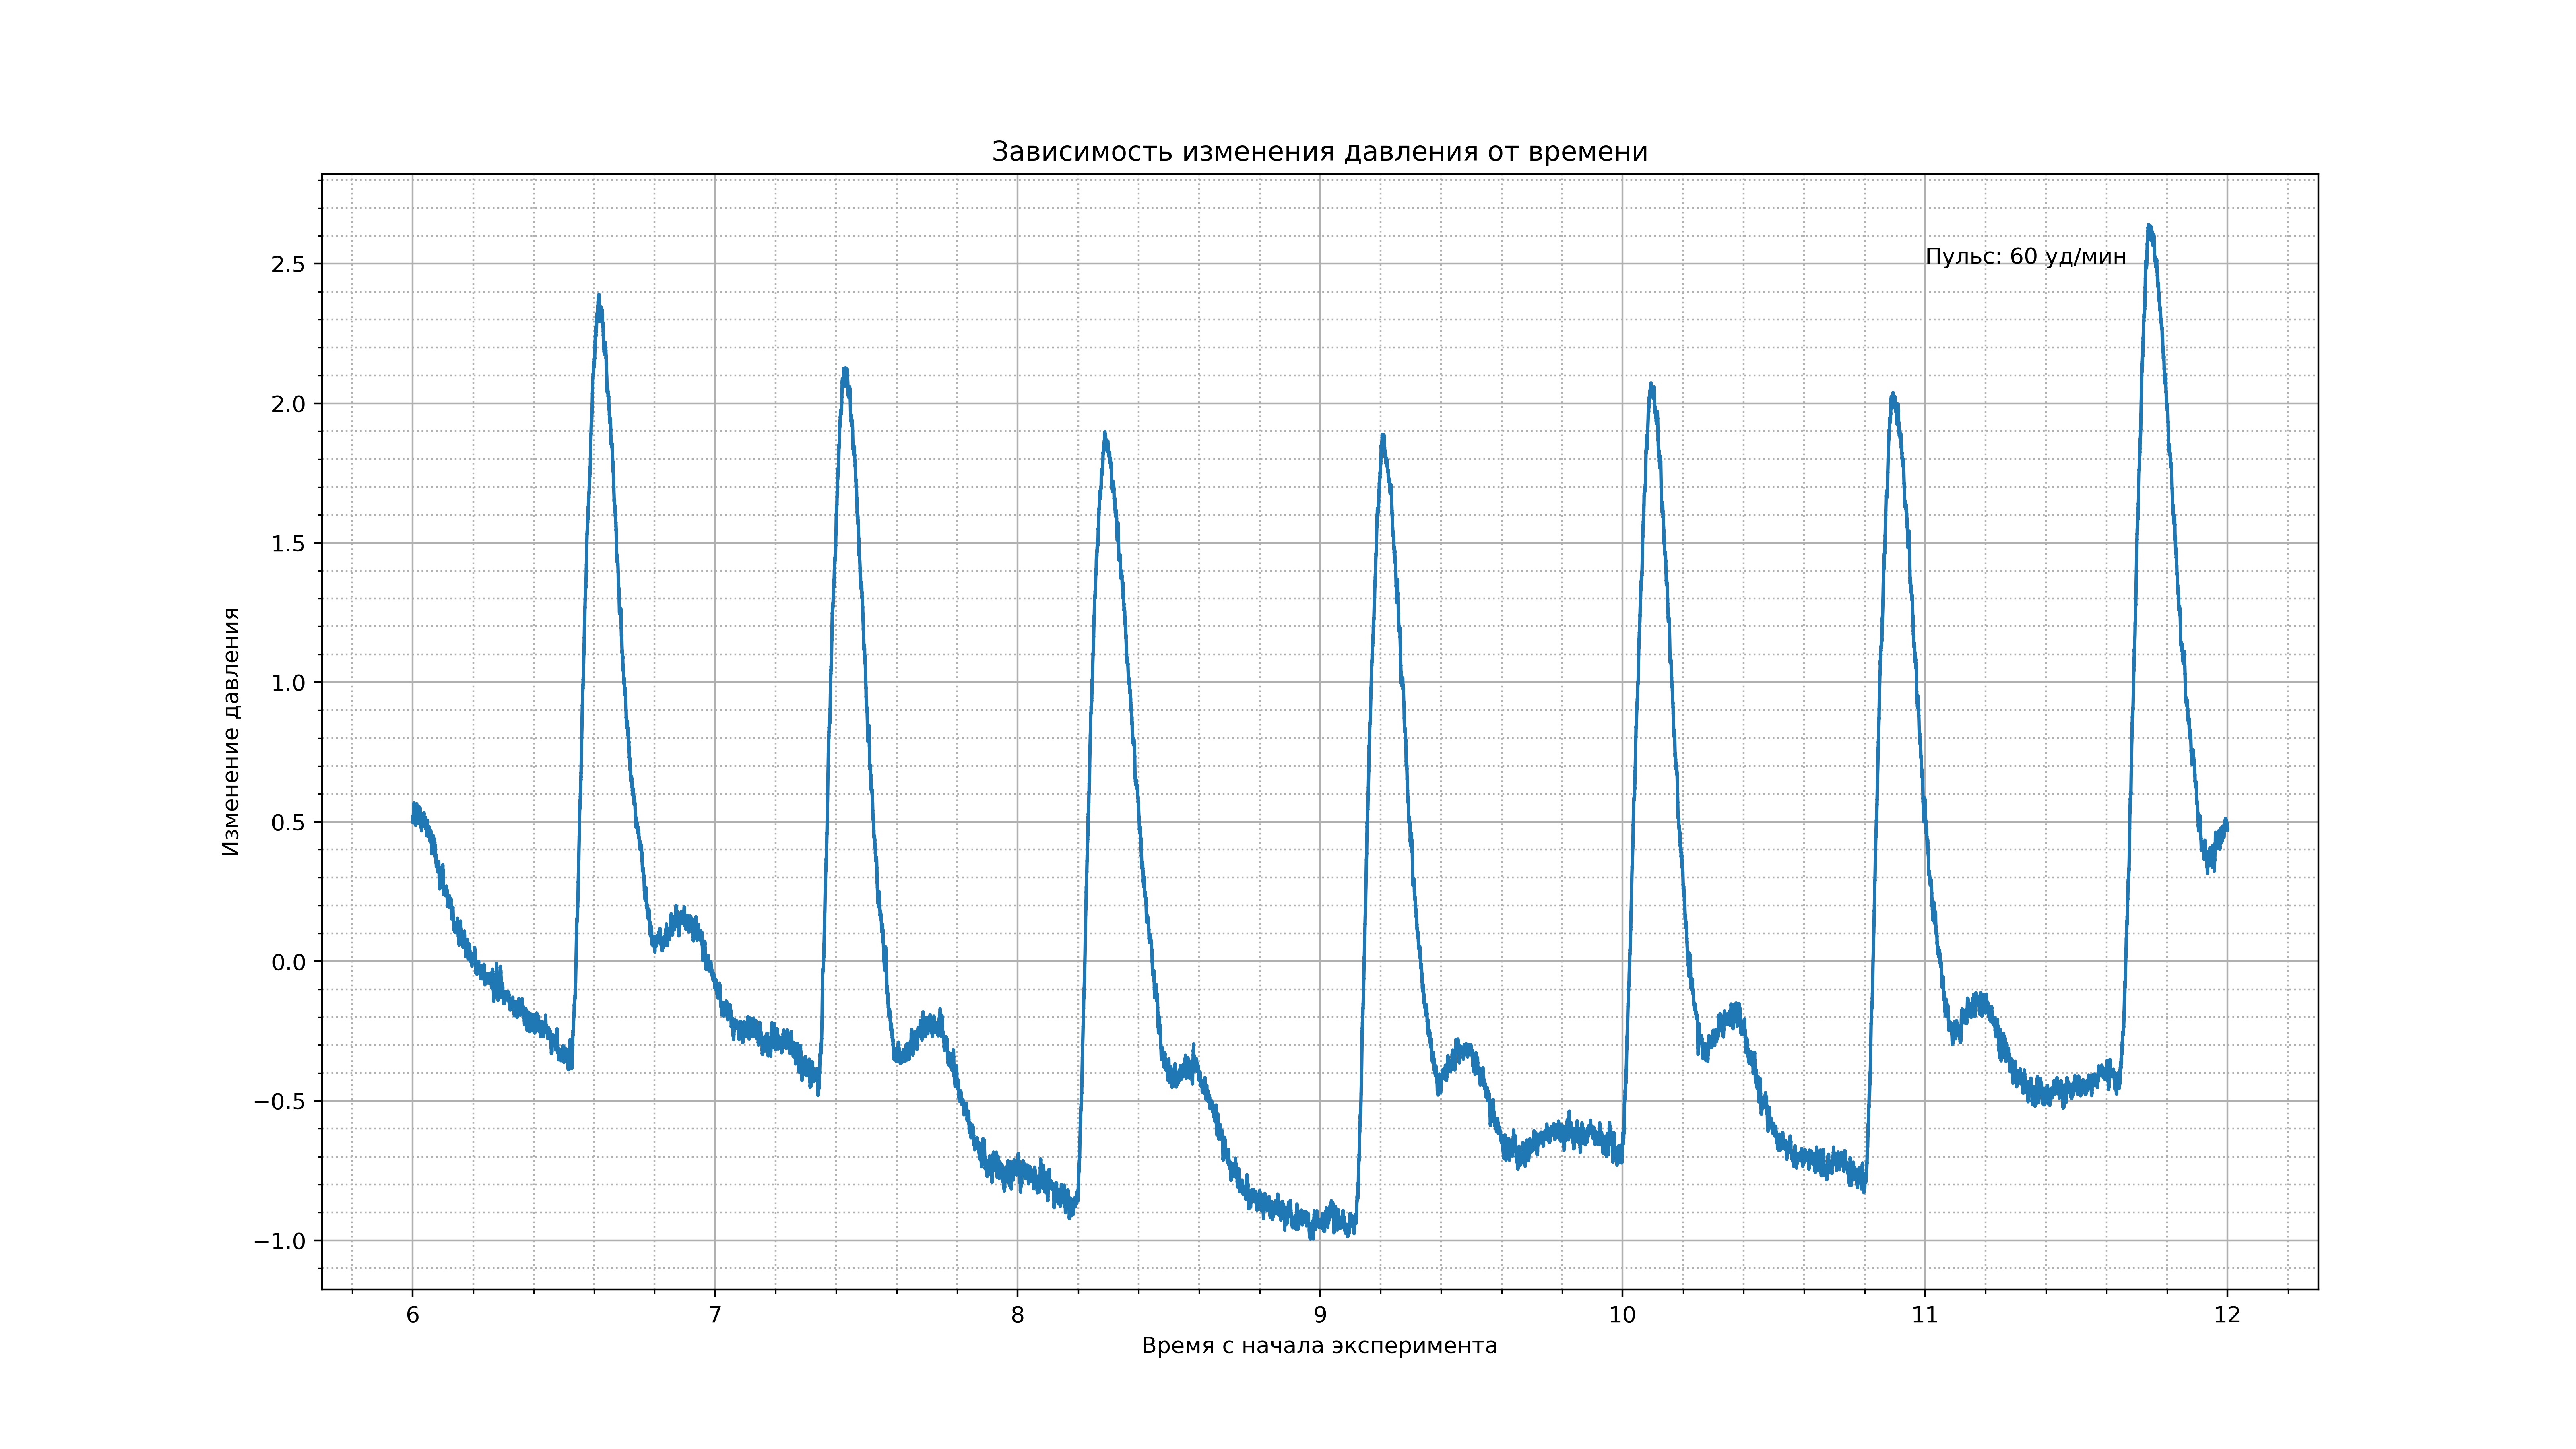 Зависимость изменения давления от времени
Пульс: 60 уд/мин
2.5
2.0
1.5
1.0
0.5
0.0
−0.5
−1.0
Изменение давления
6 7 8 9 10 11 12
Время с начала эксперимента